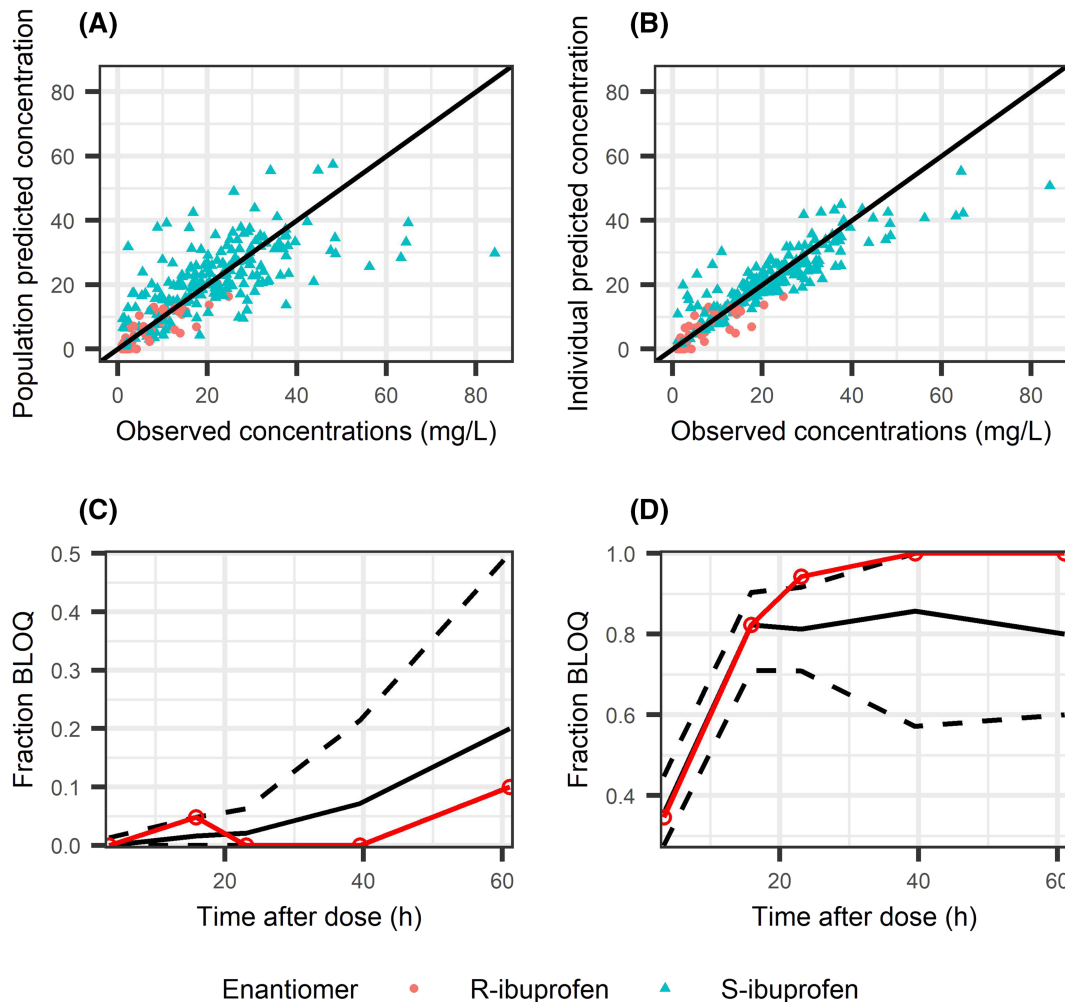 (A)
(B)
Population predicted concentration
80
60
40
20
0
0 20 40 60 80
Observed concentrations (mg/L)
Individual predicted concentration
80
60
40
20
0
0 20 40 60 80
Observed concentrations (mg/L)
(C)
(D)
Fraction BLOQ
0.5
0.4
0.3
0.2
0.1
0.0
20 40 60
Time after dose (h)
Fraction BLOQ
1.0
0.8
0.6
0.4
20 40 60
Time after dose (h)
Enantiomer R-ibuprofen S-ibuprofen